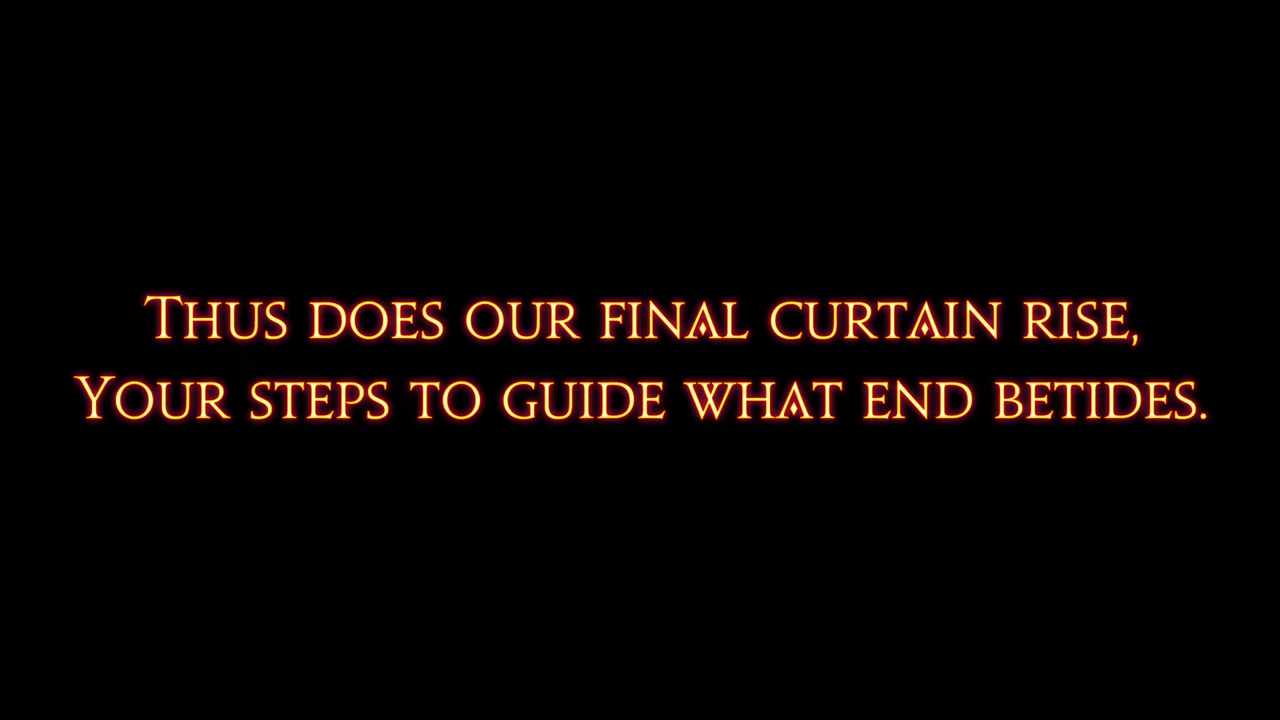 Thus does our final curtain rise,
Your steps to guide what end betides.